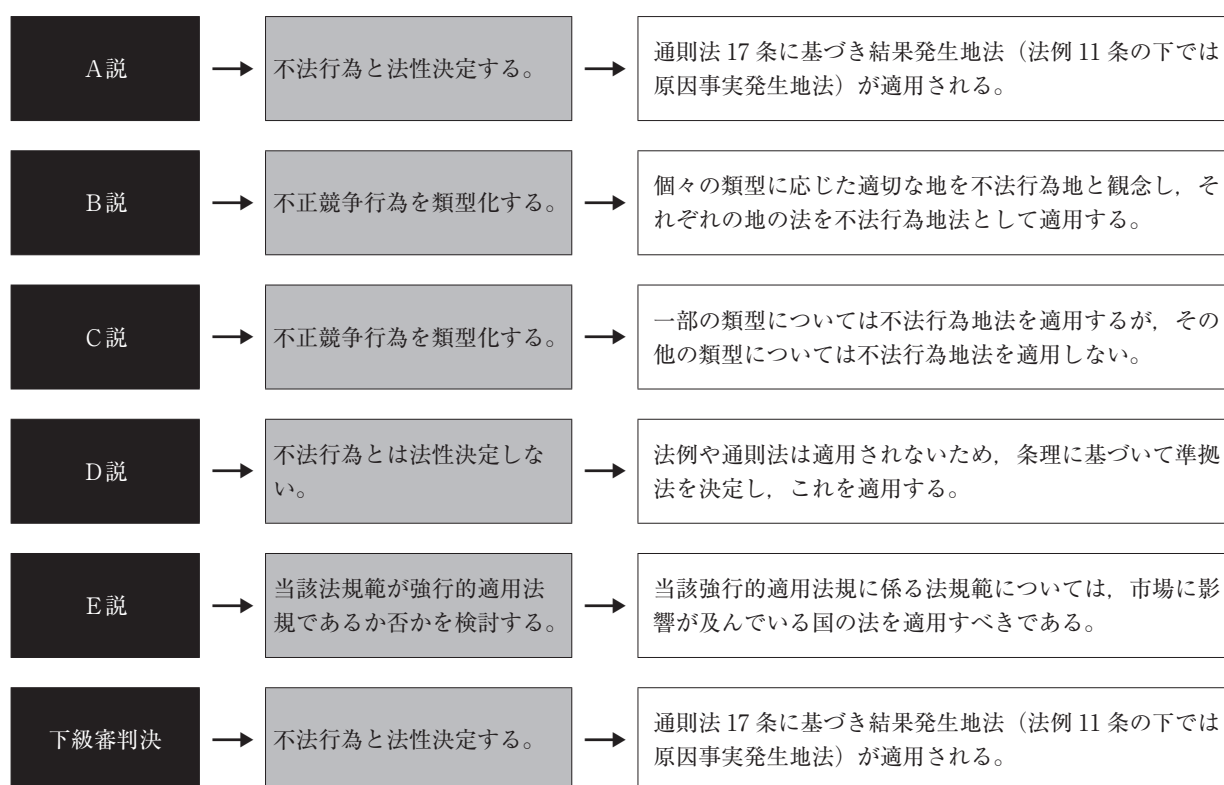 A説
不法行為と法性決定する。
通則法 17 条に基づき結果発生地法（法例 11 条の下では
原因事実発生地法）が適用される。
B説
不正競争行為を類型化する。
個々の類型に応じた適切な地を不法行為地と観念し，そ
れぞれの地の法を不法行為地法として適用する。
C説
不正競争行為を類型化する。
一部の類型については不法行為地法を適用するが，その
他の類型については不法行為地法を適用しない。
D説
不法行為とは法性決定しな
い。
法例や通則法は適用されないため，条理に基づいて準拠
法を決定し，これを適用する。
E説
当該法規範が強行的適用法
規であるか否かを検討する。
当該強行的適用法規に係る法規範については，市場に影
響が及んでいる国の法を適用すべきである。
下級審判決
不法行為と法性決定する。
通則法 17 条に基づき結果発生地法（法例 11 条の下では
原因事実発生地法）が適用される。